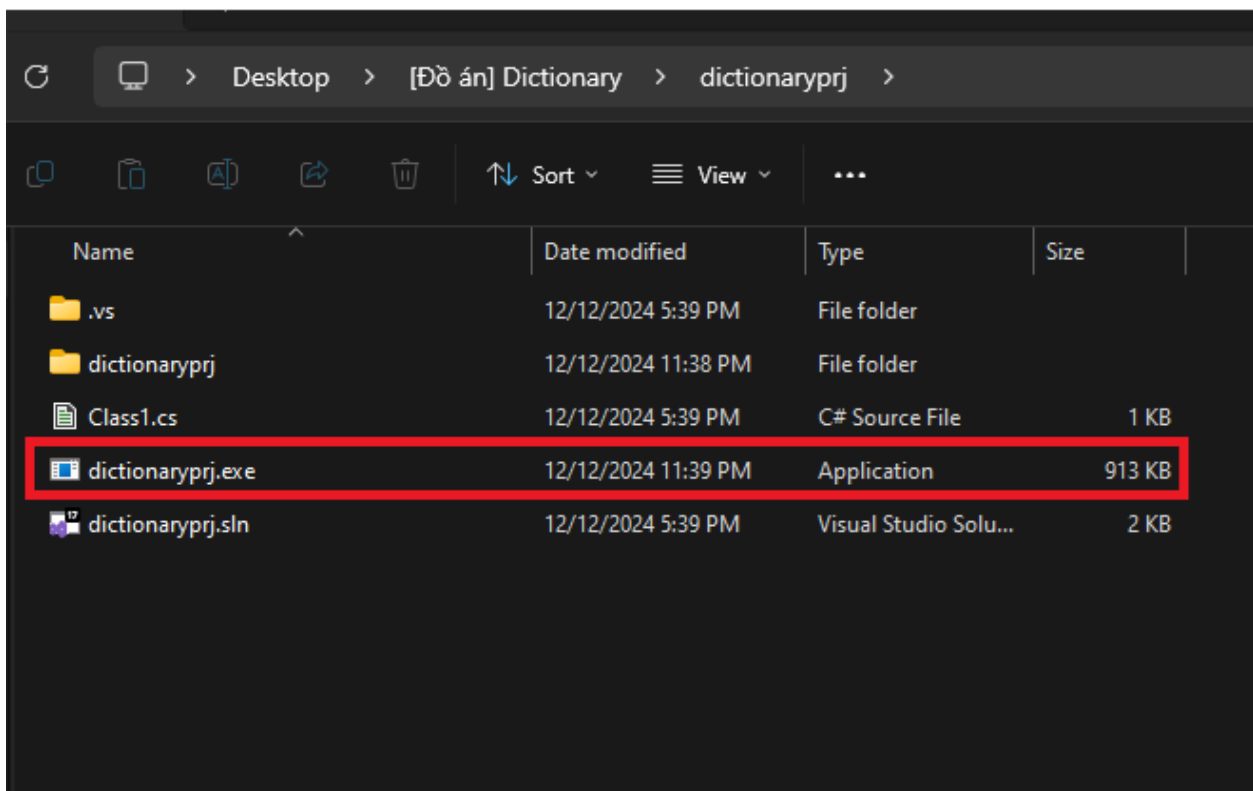 Desktop > [Đồ án] Dictionary > dictionaryprj >
Sort View ...
Name Date modified Type Size
.vs 12/12/2024 5:39 PM File folder
dictionaryprj 12/12/2024 11:38 PM File folder
Class1.cs 12/12/2024 5:39 PM C# Source File 1 KB
dictionaryprj.exe 12/12/2024 11:39 PM Application 913 KB
dictionaryprj.sln 12/12/2024 5:39 PM Visual Studio Solu... 2 KB